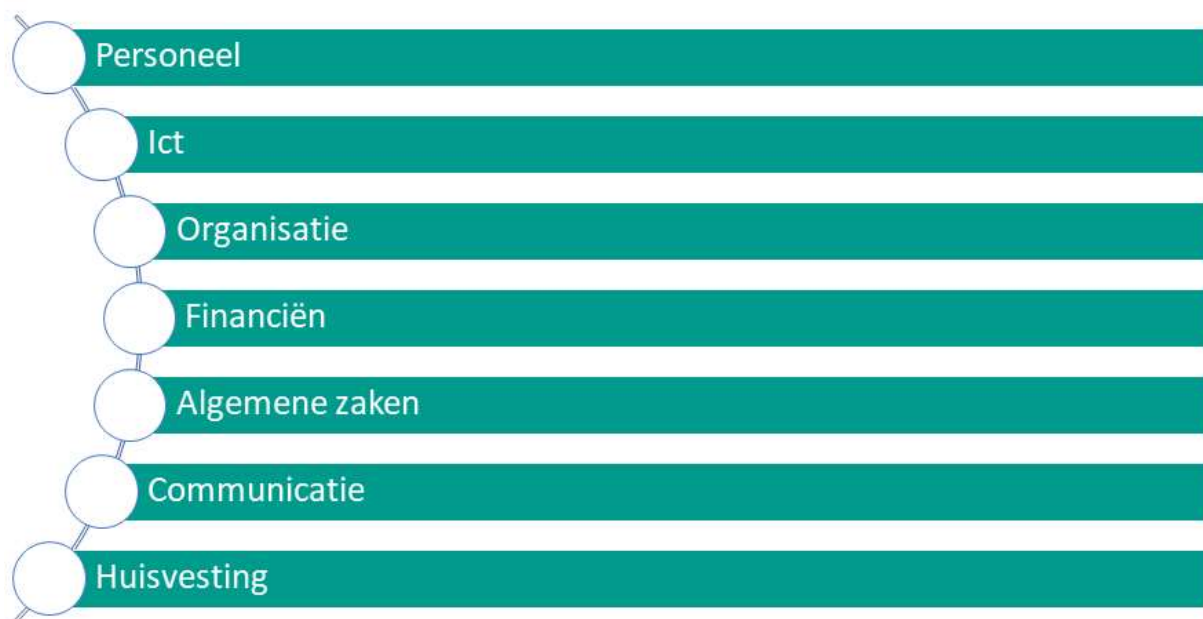 Personeel
Ict
Organisatie
Financiën
Algemene zaken
Communicatie
Huisvesting